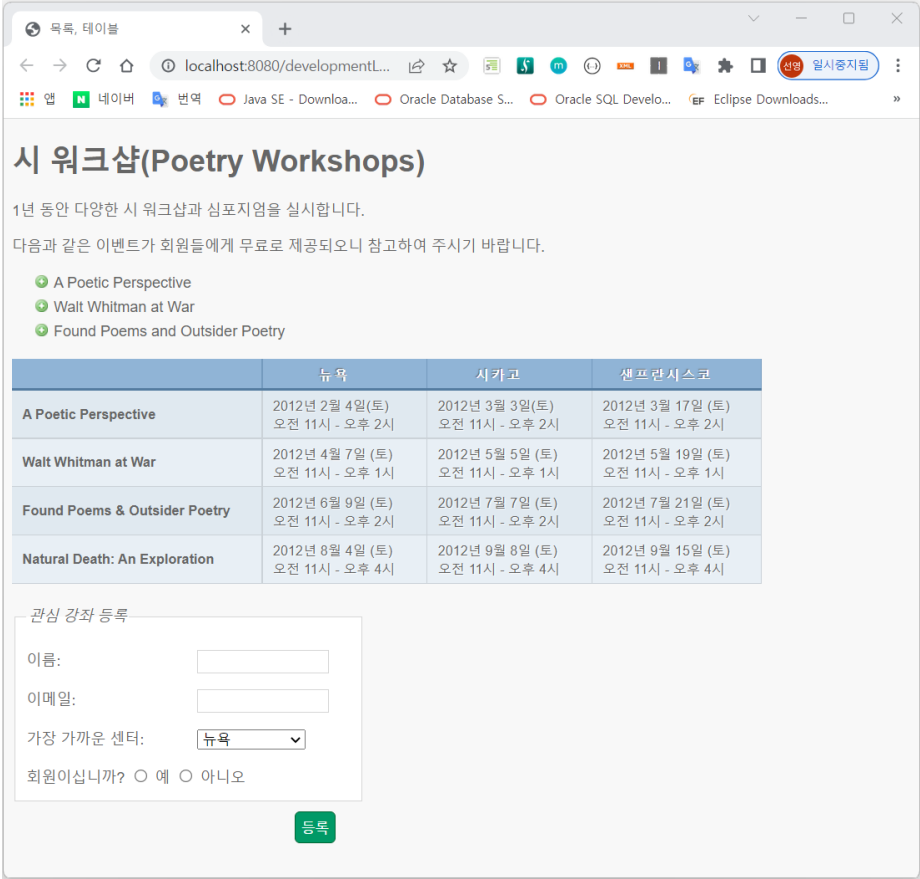 목록, 테이블
localhost:8080/developmentL...
선영 일시중지됨
앱 네이버 번역 Java SE - Downloa... Oracle Database S... Oracle SQL Develo... Eclipse Downloads... »
시 워크샵(Poetry Workshops)
1년 동안 다양한 시 워크샵과 심포지엄을 실시합니다.
다음과 같은 이벤트가 회원들에게 무료로 제공되오니 참고하여 주시기 바랍니다.
A Poetic Perspective
Walt Whitman at War
Found Poems and Outsider Poetry
뉴욕 시카고 샌프란시스코
A Poetic Perspective
2012년 2월 4일(토)
오전 11시 - 오후 2시
2012년 3월 3일(토)
오전 11시 - 오후 2시
2012년 3월 17일 (토)
오전 11시 - 오후 2시
Walt Whitman at War
2012년 4월 7일 (토)
오전 11시 - 오후 1시
2012년 5월 5일 (토)
오전 11시 - 오후 1시
2012년 5월 19일 (토)
오전 11시 - 오후 1시
Found Poems & Outsider Poetry
2012년 6월 9일 (토)
오전 11시 - 오후 2시
2012년 7월 7일 (토)
오전 11시 - 오후 2시
2012년 7월 21일 (토)
오전 11시 - 오후 2시
Natural Death: An Exploration
2012년 8월 4일 (토)
오전 11시 - 오후 4시
2012년 9월 8일 (토)
오전 11시 - 오후 4시
2012년 9월 15일 (토)
오전 11시 - 오후 4시
관심 강좌 등록
이름:
이메일:
가장 가까운 센터: 뉴욕
회원이십니까? 예 아니오
등록